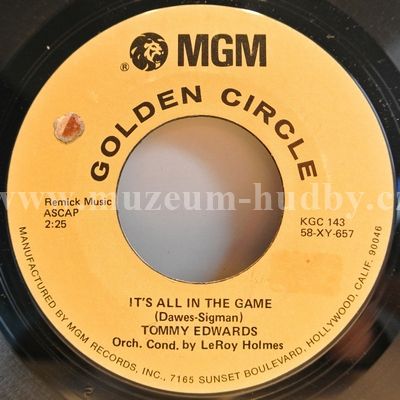 ® MGM
GOLDEN CIRCLE
www.muzeum-hudby.cz
Remick Music
ASCAP
2:25
KGC 143
58-XY-657
IT'S ALL IN THE GAME
(Dawes-Sigman)
TOMMY EDWARDS
Orch. Cond. by LeRoy Holmes
MANUFACTURED BY MGM RECORDS, INC., 7165 SUNSET BOULEVARD, HOLLYWOOD, CALIF. 90046